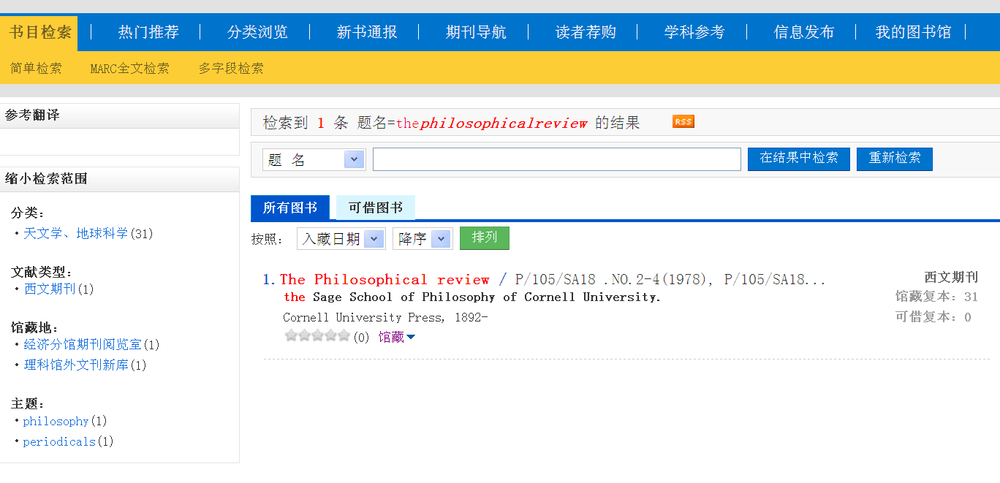 书目检索 热门推荐 分类浏览 新书通报 期刊导航 读者荐购 学科参考 信息发布 我的图书馆
简单检索 MARC全文检索 多字段检索
参考翻译
缩小检索范围
分类:
·天文学、地球科学(31)
文献类型:
·西文期刊(1)
馆藏地:
·经济分馆期刊阅览室(1)
·理科馆外文刊新库(1)
主题:
·philosophy(1)
·periodicals(1)
检索到 1 条 题名=thephilosophicalreview 的结果 RSS
题 名 在结果中检索 重新检索
所有图书 可借图书
按照: 入藏日期 降序 排列
1.The Philosophical review / P/105/SA18 .NO.2-4(1978), P/105/SA18... 西文期刊
the Sage School of Philosophy of Cornell University. 馆藏复本: 31
Cornell University Press, 1892- 可借复本: 0
(0) 馆藏